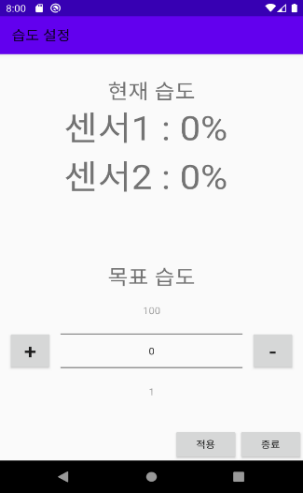 8:00
습도 설정
현재 습도
센서1 : 0%
센서2 : 0%
목표 습도
100
+ 0 -
1
적용 종료